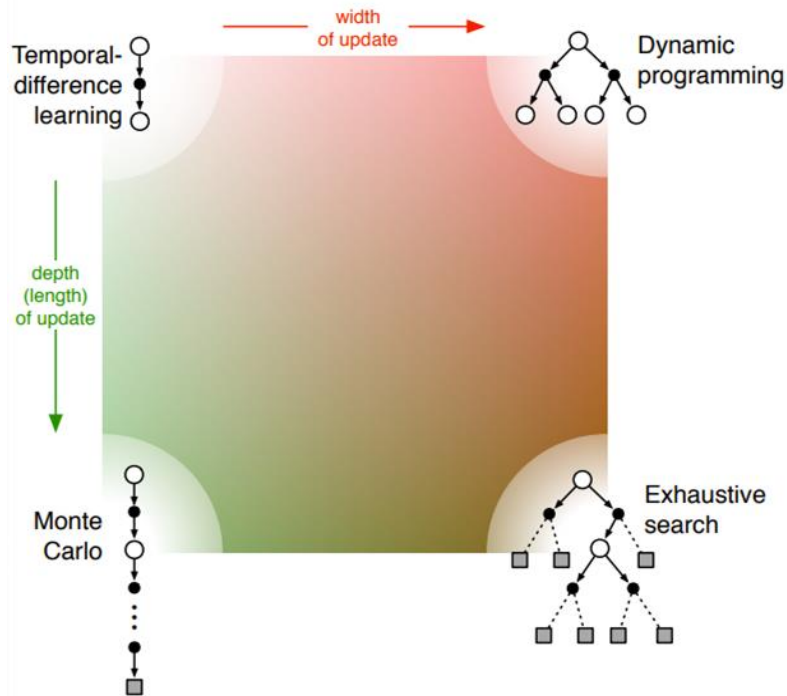 width
of update
Temporal-
difference
learning
Dynamic
programming
depth
(length)
of update
Monte
Carlo
Exhaustive
search